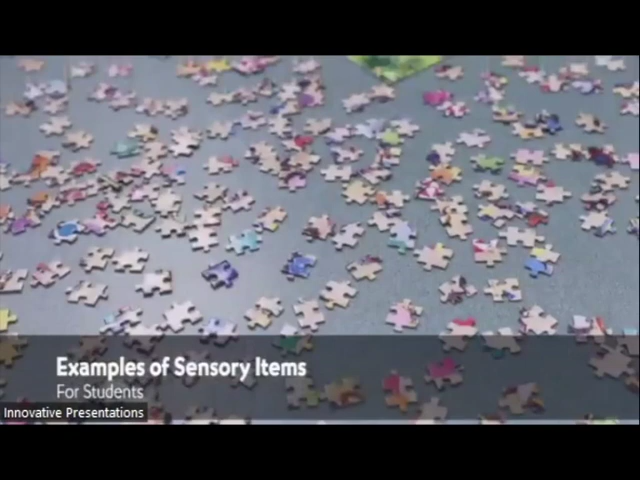 Examples of Sensory Items
For Students
Innovative Presentations